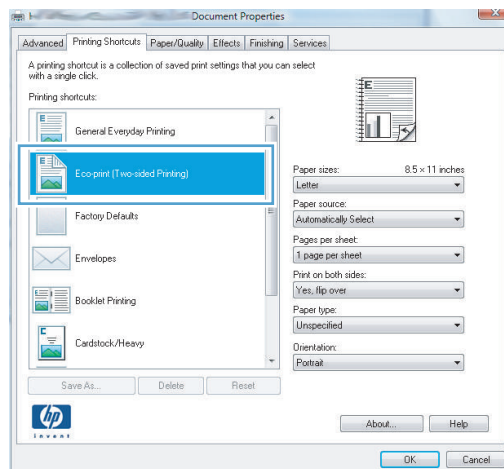 Document Properties
Advanced Printing Shortcuts Paper/Quality Effects Finishing Services
A printing shortcut is a collection of saved print settings that you can select
with a single click.
Printing shortcuts:
General Everyday Printing
Eco-print (Two-sided Printing)
Factory Defaults
Envelopes
Booklet Printing
Cardstock/Heavy
Save As... Delete Reset
E
Paper sizes: 8.5 × 11 inches
Letter
Paper source:
Automatically Select
Pages per sheet:
1 page per sheet
Print on both sides:
Yes, flip over
Paper type:
Unspecified
Orientation:
Portrait
hp
invent
About... Help
OK Cancel